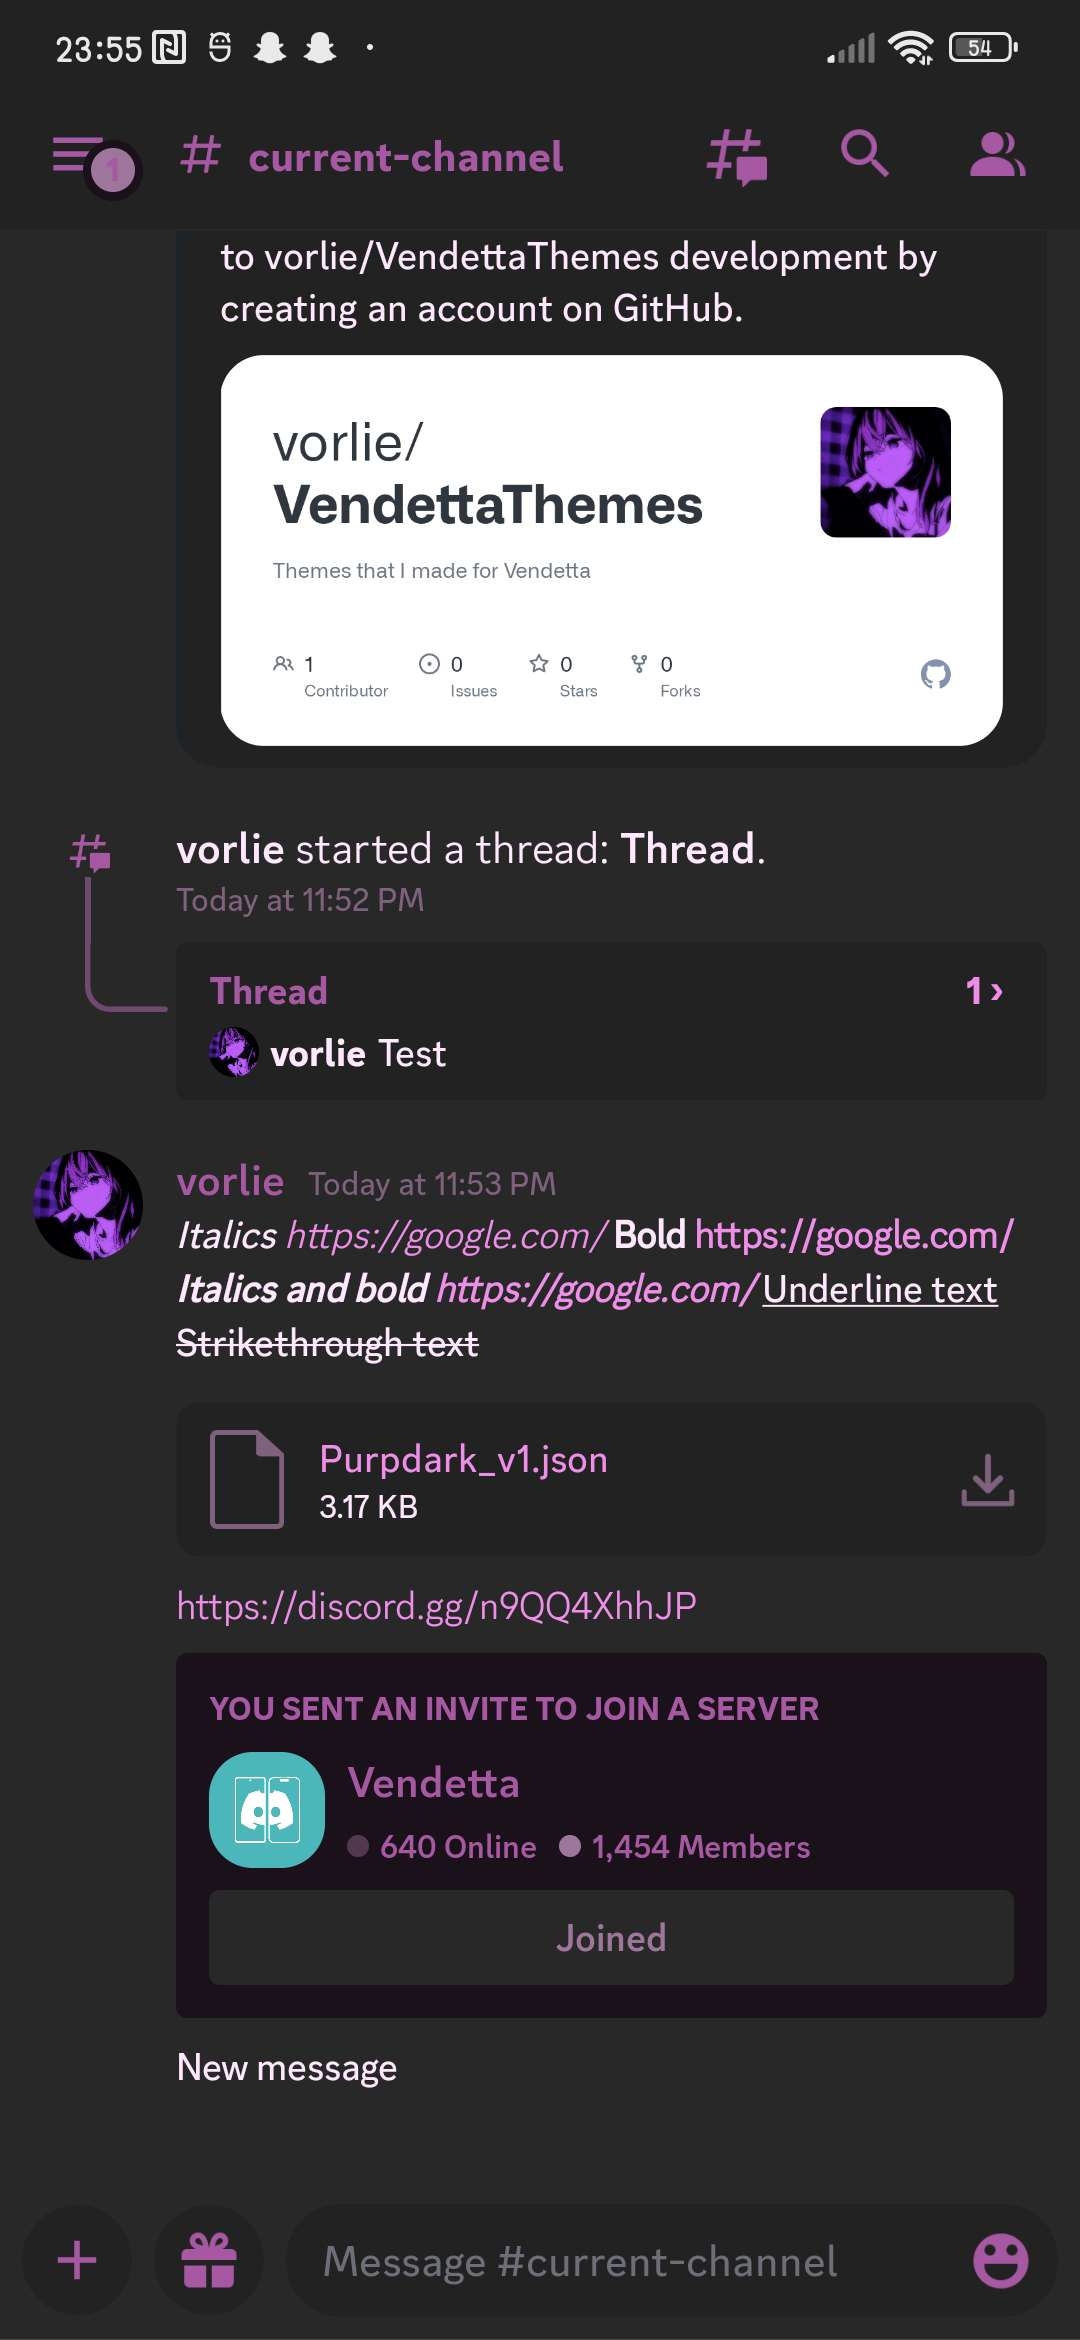 23:55
54
1
# current-channel
to vorlie/VendettaThemes development by
creating an account on GitHub.
vorlie/
VendettaThemes
Themes that I made for Vendetta
1 0 0 0
Contributor Issues Stars Forks
vorlie started a thread: Thread.
Today at 11:52 PM
Thread 1 ›
vorlie Test
vorlie Today at 11:53 PM
Italics https://google.com/ Bold https://google.com/
Italics and bold https://google.com/ Underline text
Strikethrough text
Purpdark_v1.json
3.17 KB
https://discord.gg/n9QQ4XhhJP
YOU SENT AN INVITE TO JOIN A SERVER
Vendetta
640 Online 1,454 Members
Joined
New message
Message #current-channel